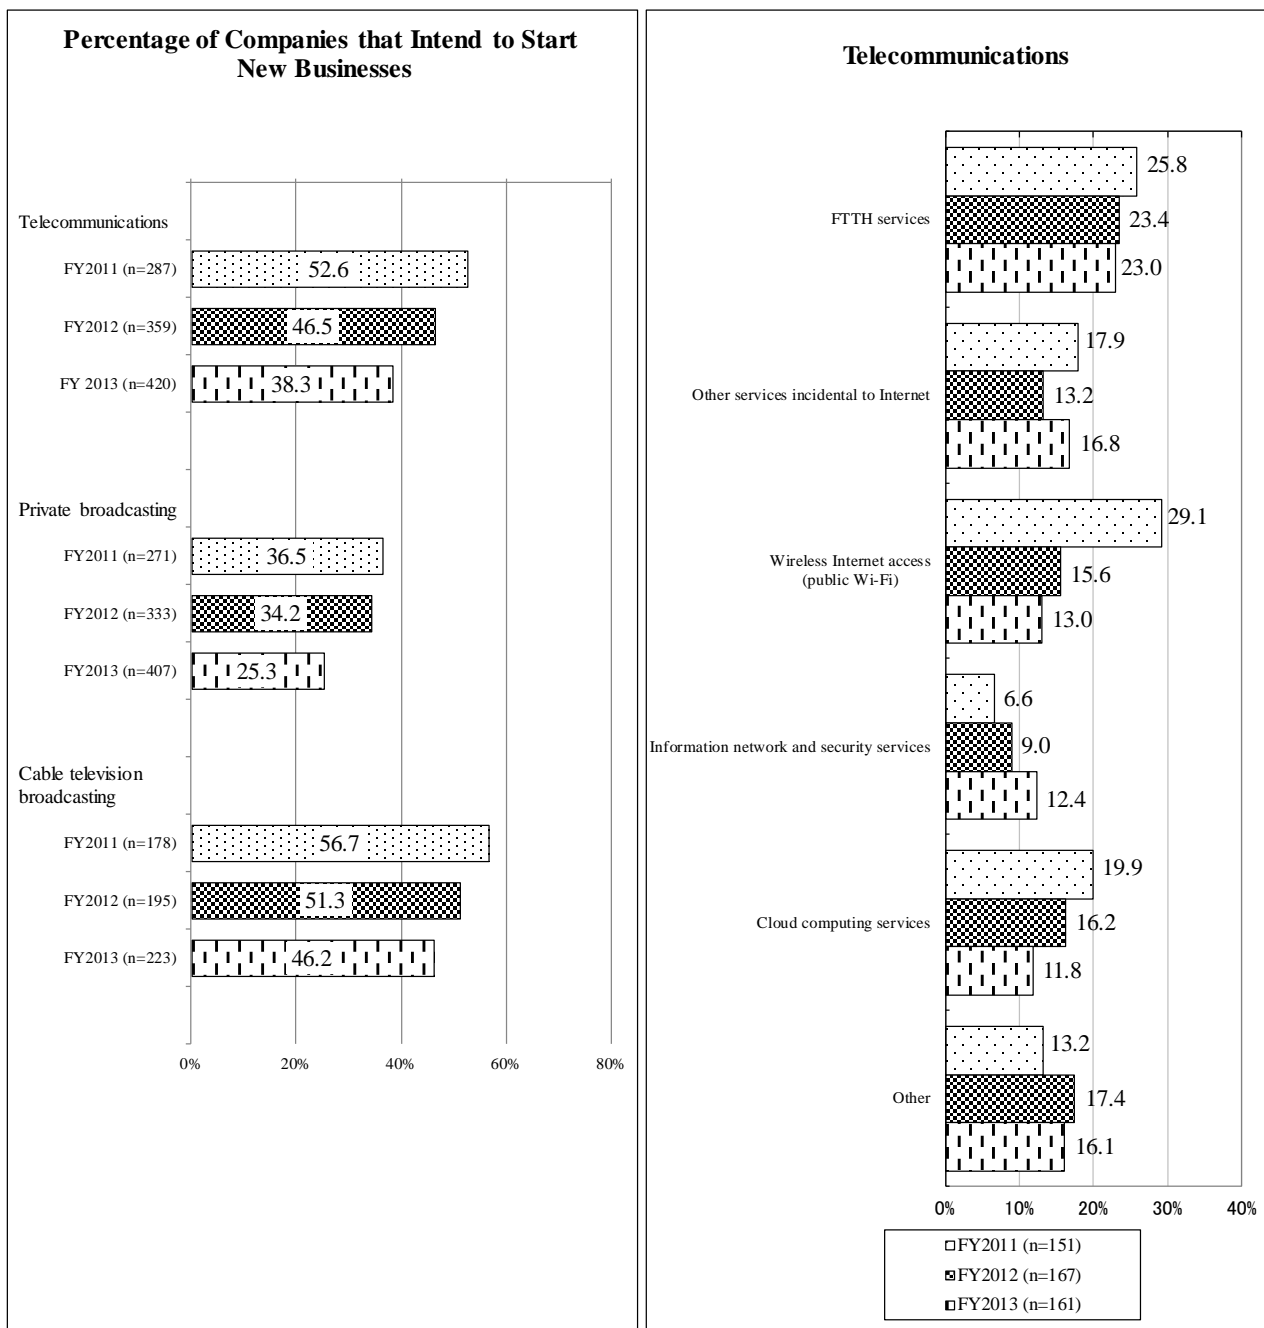 Percentage of Companies that Intend to Start
New Businesses
Telecommunications
FY2011 (n=287)
52.6
FY2012 (n=359)
46.5
FY 2013 (n=420)
38.3
Private broadcasting
FY2011 (n=271)
36.5
FY2012 (n=333)
34.2
FY2013 (n=407)
25.3
Cable television
broadcasting
FY2011 (n=178)
56.7
FY2012 (n=195)
51.3
FY2013 (n=223)
46.2
0% 20% 40% 60% 80%
Telecommunications
FTTH services
25.8
23.4
23.0
Other services incidental to Internet
17.9
13.2
16.8
Wireless Internet access
(public Wi-Fi)
29.1
15.6
13.0
Information network and security services
6.6
9.0
12.4
Cloud computing services
19.9
16.2
11.8
Other
13.2
17.4
16.1
0% 10% 20% 30% 40%
FY2011 (n=151)
FY2012 (n=167)
FY2013 (n=161)